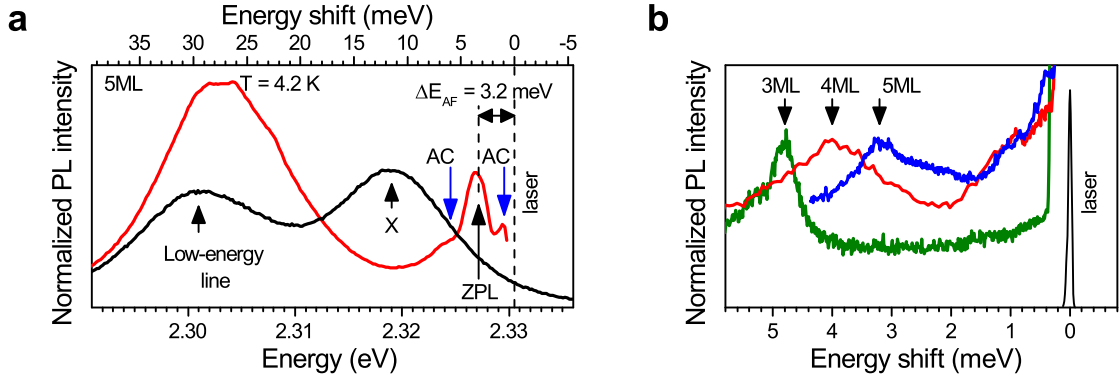 a
Energy shift (meV)
35 30 25 20 15 10 5 0 -5
5ML
T = 4.2 K
ΔE_AF = 3.2 meV
AC
AC
laser
X
Low-energy
line
ZPL
Normalized PL intensity
2.30 2.31 2.32 2.33
Energy (eV)
b
3ML 4ML 5ML
laser
Normalized PL intensity
5 4 3 2 1 0
Energy shift (meV)